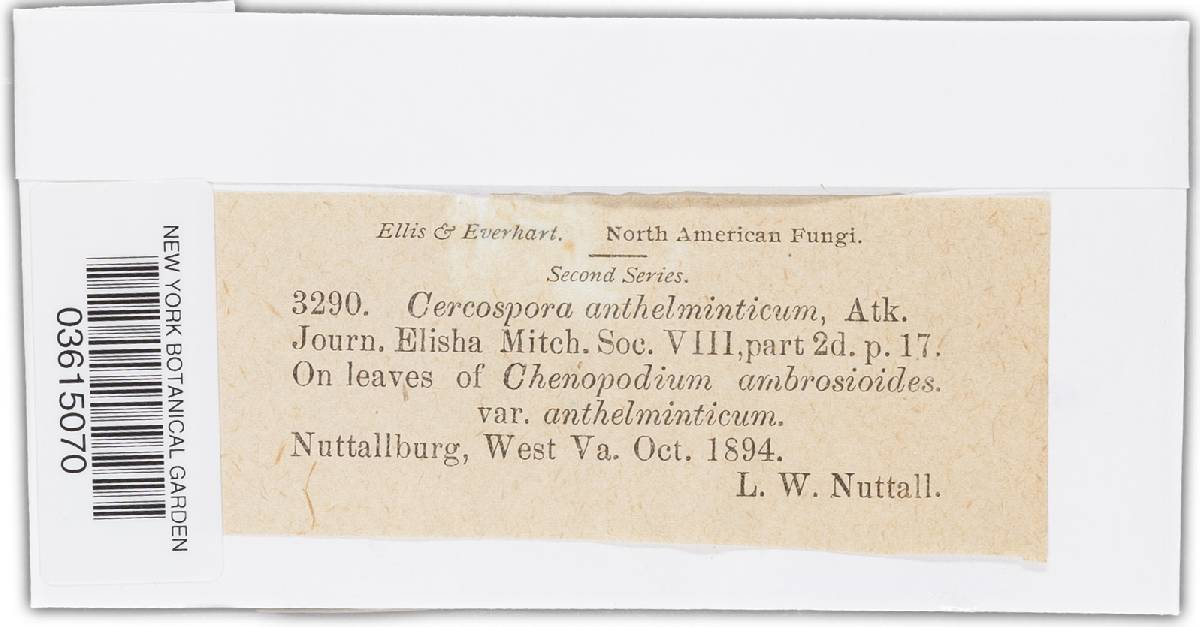 Ellis & Everhart. North American Fungi.
Second Series.
3290. Cercospora anthelminticum, Atk.
Journ. Elisha Mitch. Soc. VIII, part 2d. p. 17.
On leaves of Chenopodium ambrosioides.
var. anthelminticum.
Nuttallburg, West Va. Oct. 1894.
L. W. Nuttall.
NEW YORK BOTANICAL GARDEN
03615070